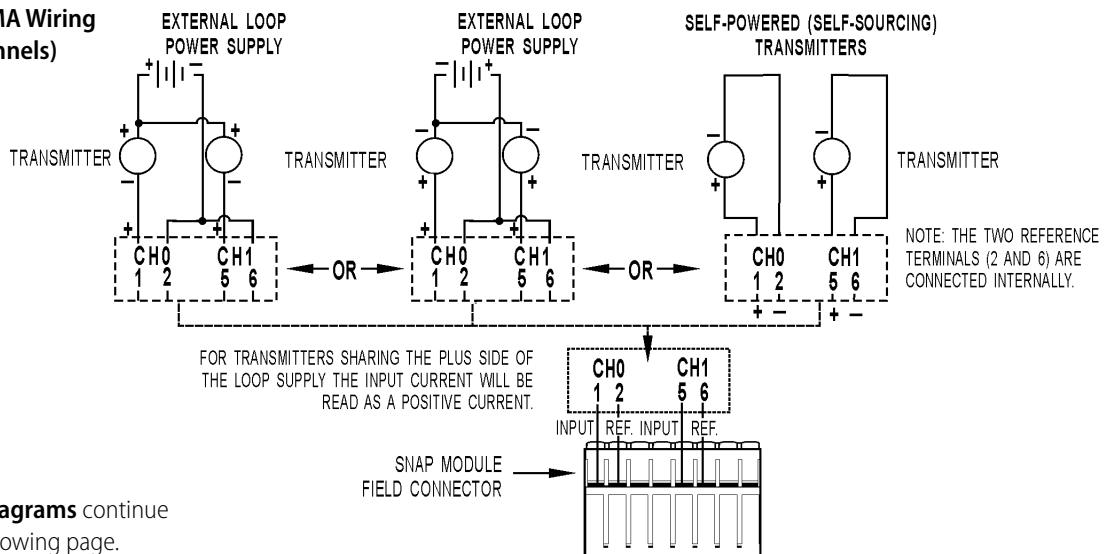 MA Wiring
nnels)
EXTERNAL LOOP
POWER SUPPLY
EXTERNAL LOOP
POWER SUPPLY
SELF-POWERED (SELF-SOURCING)
TRANSMITTERS
+ –
– +
+ +
– –
– –
TRANSMITTER
TRANSMITTER
TRANSMITTER
TRANSMITTER
– –
+ +
+ +
+ +
+ +
CH0 CH1
1 2 5 6
OR
CH0 CH1
1 2 5 6
OR
CH0 CH1
1 2 5 6
+ – + –
NOTE: THE TWO REFERENCE
TERMINALS (2 AND 6) ARE
CONNECTED INTERNALLY.
FOR TRANSMITTERS SHARING THE PLUS SIDE OF
THE LOOP SUPPLY THE INPUT CURRENT WILL BE
READ AS A POSITIVE CURRENT.
CH0 CH1
1 2 5 6
INPUT REF. INPUT REF.
SNAP MODULE
FIELD CONNECTOR
agrams continue
owing page.